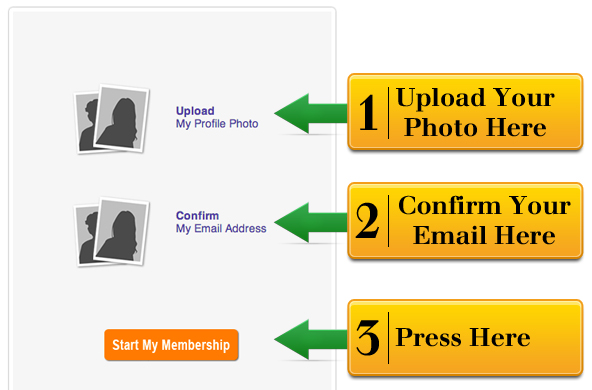 Upload
My Profile Photo
1
Upload Your
Photo Here
Confirm
My Email Address
2
Confirm Your
Email Here
Start My Membership
3
Press Here